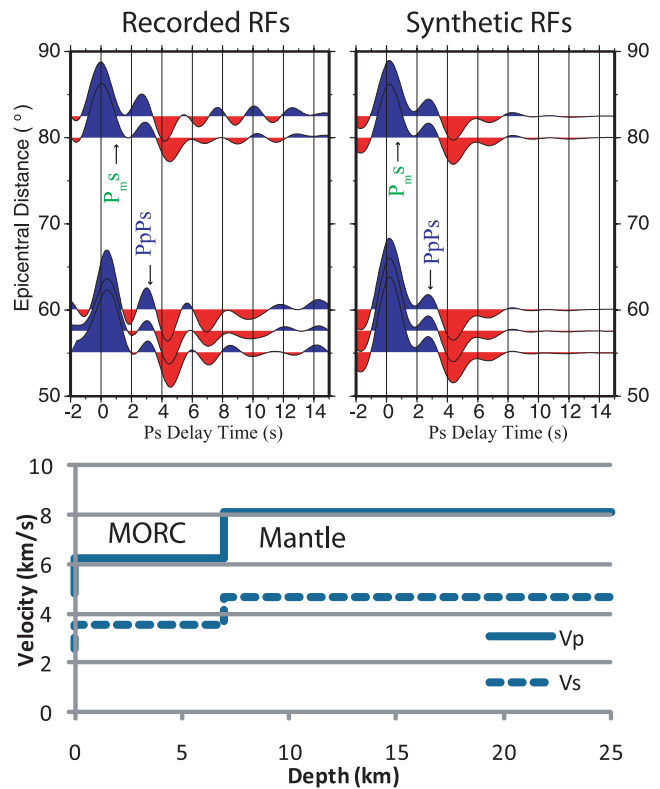 Recorded RFs
Synthetic RFs
Epicentral Distance ( º)
90
80
70
60
50
90
80
70
60
50
PmS
PpPs
PmS
PpPs
-2 0 2 4 6 8 10 12 14
-2 0 2 4 6 8 10 12 14
Ps Delay Time (s)
Ps Delay Time (s)
Velocity (km/s)
10
8
6
4
2
0
MORC
Mantle
Vp
Vs
0 5 10 15 20 25
Depth (km)